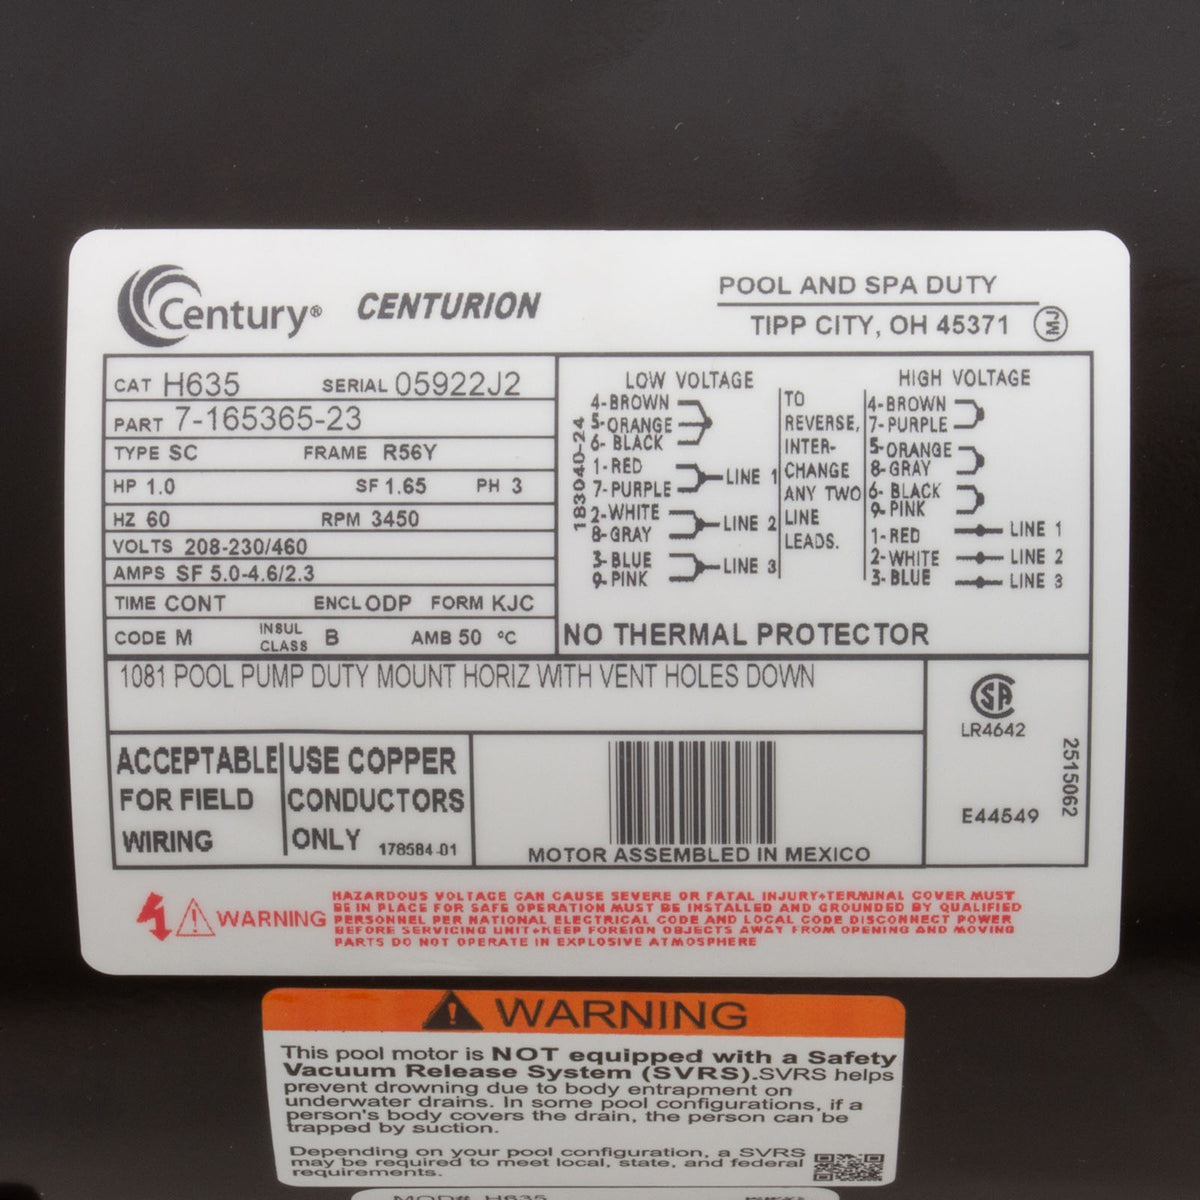 Century® CENTURION
POOL AND SPA DUTY
TIPP CITY, OH 45371 MJ
CAT H635 SERIAL 05922J2
PART 7-165365-23
TYPE SC FRAME R56Y
HP 1.0 SF 1.65 PH 3
HZ 60 RPM 3450
VOLTS 208-230/460
AMPS SF 5.0-4.6/2.3
TIME CONT ENCL ODP FORM KJC
CODE M INSUL CLASS B AMB 50 °C
183040-24
LOW VOLTAGE
4-BROWN
5-ORANGE
6-BLACK
1-RED
7-PURPLE
LINE 1
2-WHITE
8-GRAY
LINE 2
3-BLUE
9-PINK
LINE 3
TO
REVERSE,
INTER-
CHANGE
ANY TWO
LINE
LEADS.
HIGH VOLTAGE
4-BROWN
7-PURPLE
5-ORANGE
8-GRAY
6-BLACK
9-PINK
1-RED LINE 1
2-WHITE LINE 2
3-BLUE LINE 3
NO THERMAL PROTECTOR
1081 POOL PUMP DUTY MOUNT HORIZ WITH VENT HOLES DOWN
SA
LR4642
2515062
E44549
ACCEPTABLE
FOR FIELD
WIRING
USE COPPER
CONDUCTORS
ONLY 178584-01
MOTOR ASSEMBLED IN MEXICO
WARNING
HAZARDOUS VOLTAGE CAN CAUSE SEVERE OR FATAL INJURY•TERMINAL COVER MUST
BE IN PLACE FOR SAFE OPERATION MUST BE INSTALLED AND GROUNDED BY QUALIFIED
PERSONNEL PER NATIONAL ELECTRICAL CODE AND LOCAL CODE DISCONNECT POWER
BEFORE SERVICING UNIT•KEEP FOREIGN OBJECTS AWAY FROM OPENING AND MOVING
PARTS DO NOT OPERATE IN EXPLOSIVE ATMOSPHERE
WARNING
This pool motor is NOT equipped with a Safety
Vacuum Release System (SVRS).SVRS helps
prevent drowning due to body entrapment on
underwater drains. In some pool configurations, if a
person's body covers the drain, the person can be
trapped by suction.
Depending on your pool configuration, a SVRS
may be required to meet local, state, and federal
requirements.
MOD# H635